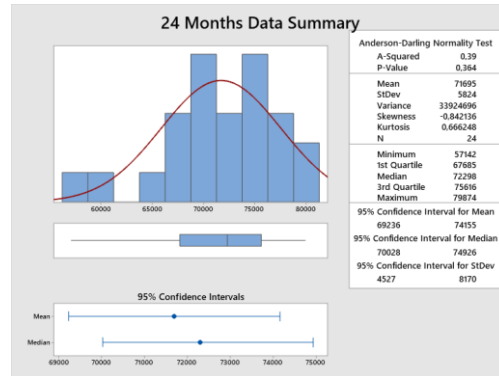 24 Months Data Summary
60000 65000 70000 75000 80000
Anderson-Darling Normality Test
A-Squared 0,39
P-Value 0,364
Mean 71695
StDev 5824
Variance 33924696
Skewness -0,842136
Kurtosis 0,666248
N 24
Minimum 57142
1st Quartile 67685
Median 72298
3rd Quartile 75616
Maximum 79874
95% Confidence Interval for Mean
69236 74155
95% Confidence Interval for Median
70028 74926
95% Confidence Interval for StDev
4527 8170
95% Confidence Intervals
Mean
Median
69000 70000 71000 72000 73000 74000 75000